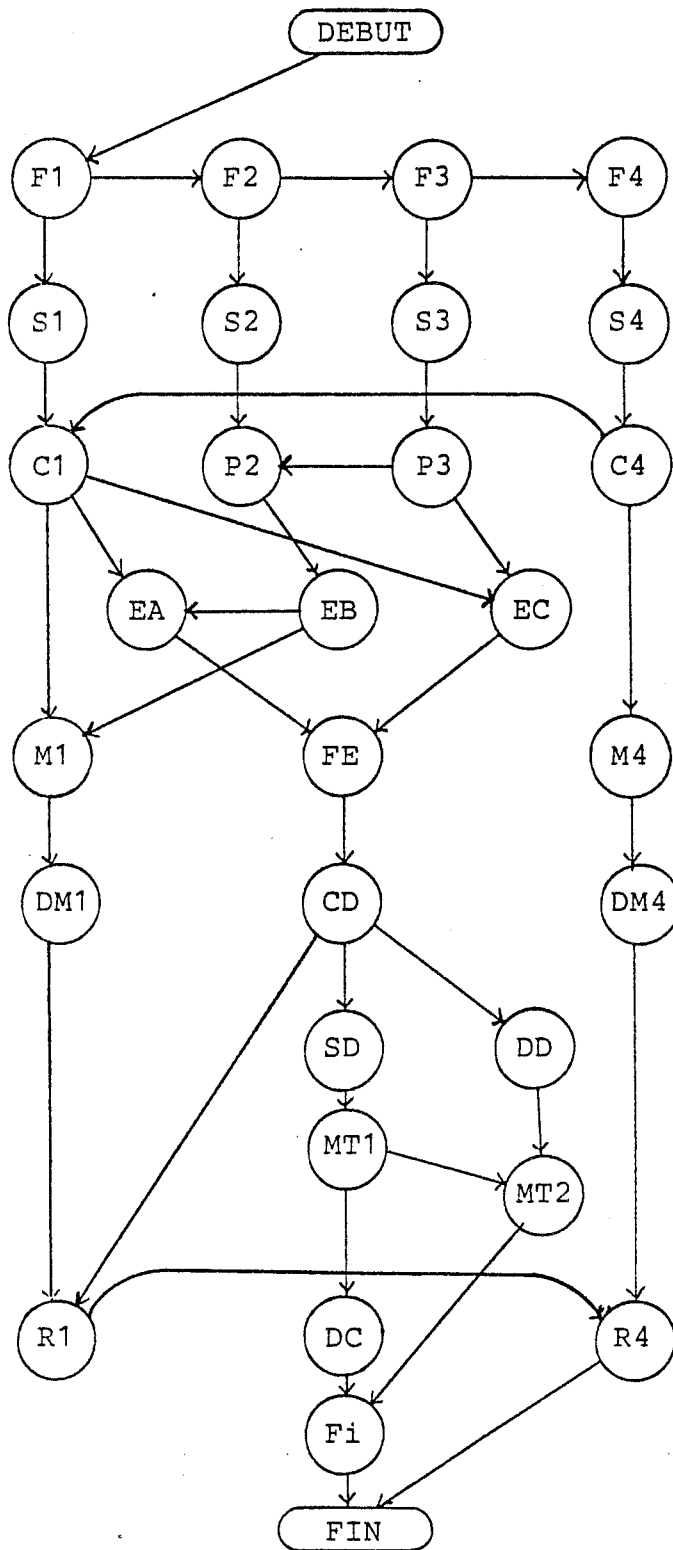 DEBUT
F1 F2 F3 F4
S1 S2 S3 S4
C1 P2 P3 C4
EA EB EC
M1 FE M4
DM1 CD DM4
SD DD
MT1
MT2
R1 DC R4
Fi
FIN